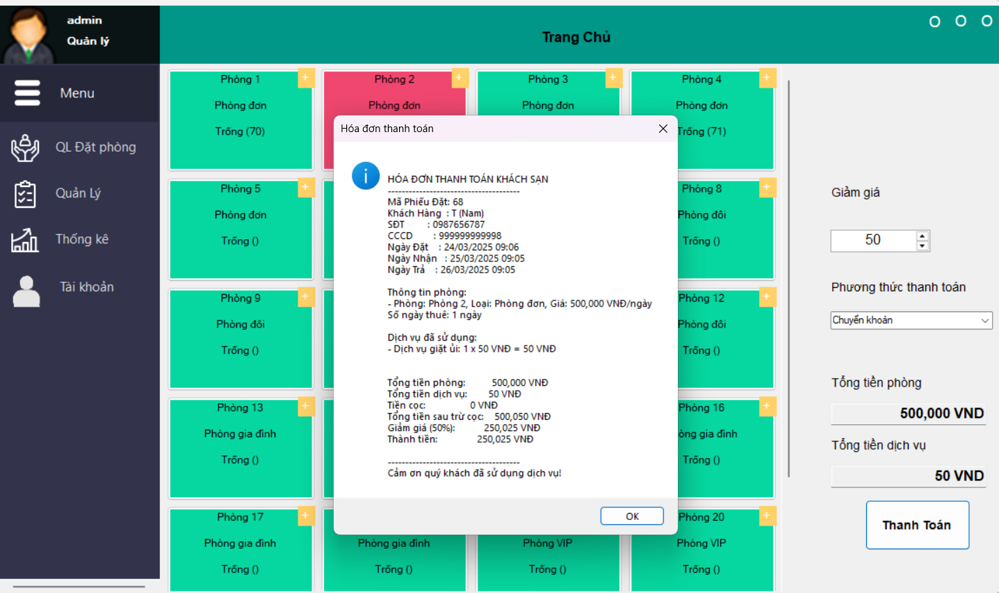 admin
Quản lý
Trang Chủ
Menu
QL Đặt phòng
Quản Lý
Thống kê
Tài khoản
Phòng 1
+
Phòng đơn
Trống (70)
Phòng 2
+
Phòng đơn
Phòng 3
+
Phòng đơn
Phòng 4
+
Phòng đơn
Trống (71)
Phòng 5
+
Phòng đơn
Trống ()
Phòng 8
+
Phòng đôi
Trống ()
Phòng 9
+
Phòng đôi
Trống ()
Phòng 12
+
Phòng đôi
Trống ()
Phòng 13
+
Phòng gia đình
Trống ()
Phòng 16
+
òng gia đình
Trống ()
Phòng 17
+
Phòng gia đình
Trống ()
Phòng gia đình
Trống ()
Phòng VIP
Trống ()
Phòng 20
+
Phòng VIP
Trống ()
Hóa đơn thanh toán
HÓA ĐƠN THANH TOÁN KHÁCH SẠN
--------------------------------------
Mã Phiếu Đặt: 68
Khách Hàng : T (Nam)
SĐT : 0987656787
CCCD : 999999999998
Ngày Đặt : 24/03/2025 09:06
Ngày Nhận : 25/03/2025 09:05
Ngày Trả : 26/03/2025 09:05
Thông tin phòng:
- Phòng: Phòng 2, Loại: Phòng đơn, Giá: 500,000 VNĐ/ngày
Số ngày thuê: 1 ngày
Dịch vụ đã sử dụng:
- Dịch vụ giặt ủi: 1 x 50 VNĐ = 50 VNĐ
Tổng tiền phòng: 500,000 VNĐ
Tổng tiền dịch vụ: 50 VNĐ
Tiền cọc: 0 VNĐ
Tổng tiền sau trừ cọc: 500,050 VNĐ
Giảm giá (50%): 250,025 VNĐ
Thành tiền: 250,025 VNĐ
--------------------------------------
Cảm ơn quý khách đã sử dụng dịch vụ!
OK
Giảm giá
50
Phương thức thanh toán
Chuyển khoản
Tổng tiền phòng
500,000 VND
Tổng tiền dịch vụ
50 VND
Thanh Toán